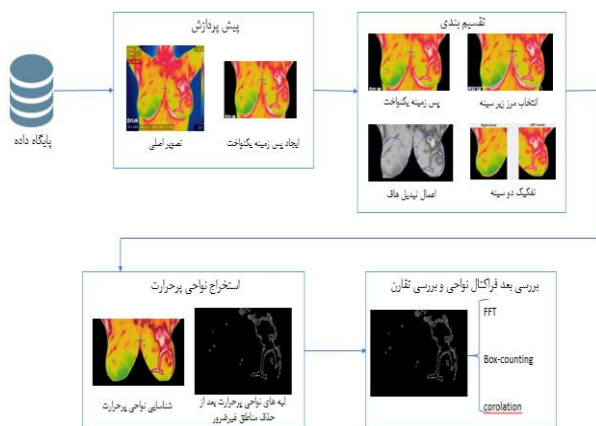 پیش پردازش
تصویر اصلی
ایجاد پس زمینه یکنواخت
پایگاه داده
تقسیم بندی
پس زمینه یکنواخت
انتخاب مرز زیر سینه
اعمال تبدیل هاف
تفکیک دو سینه
استخراج نواحی پرحرارت
شناسایی نواحی پرحرارت
لبه های نواحی پرحرارت بعد از
حذف مناطق غیرضرور
بررسی بعد فراکتال نواحی و بررسی تقارن
FFT
Box-counting
corolation